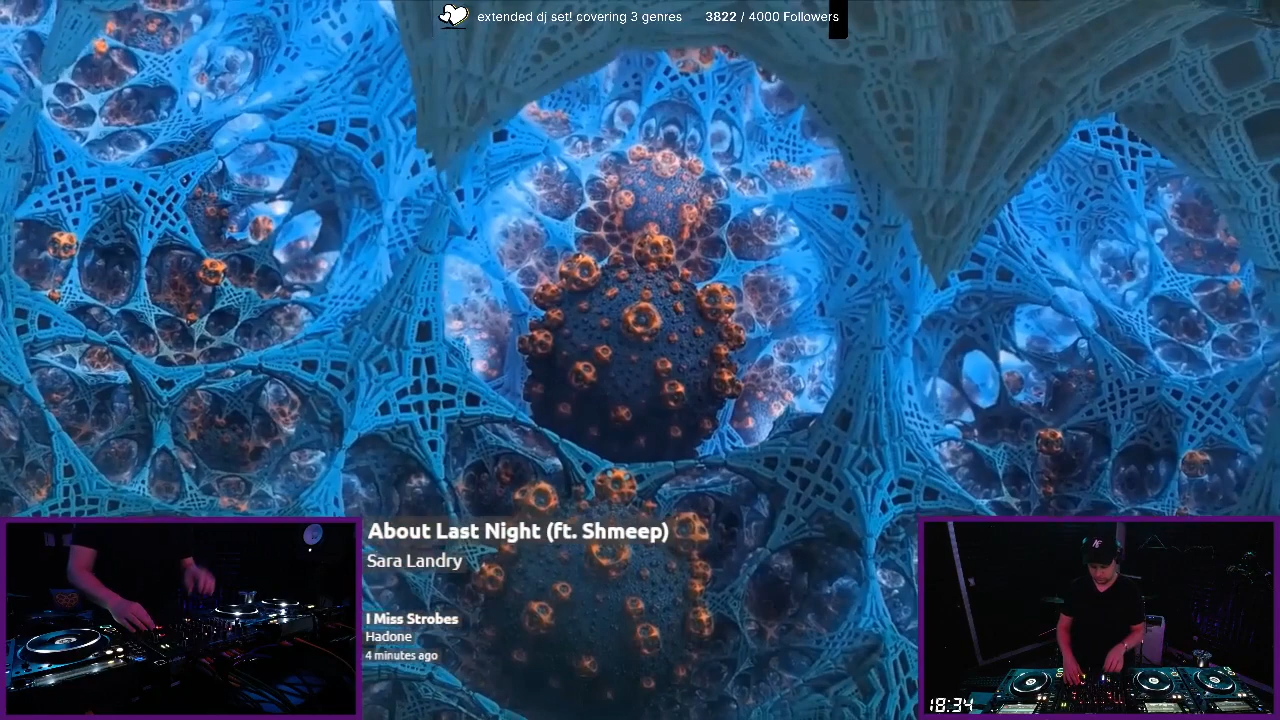 extended dj set! covering 3 genres 3822 / 4000 Followers
About Last Night (ft. Shmeep)
Sara Landry
I Miss Strobes
Hadone
4 minutes ago
18:34